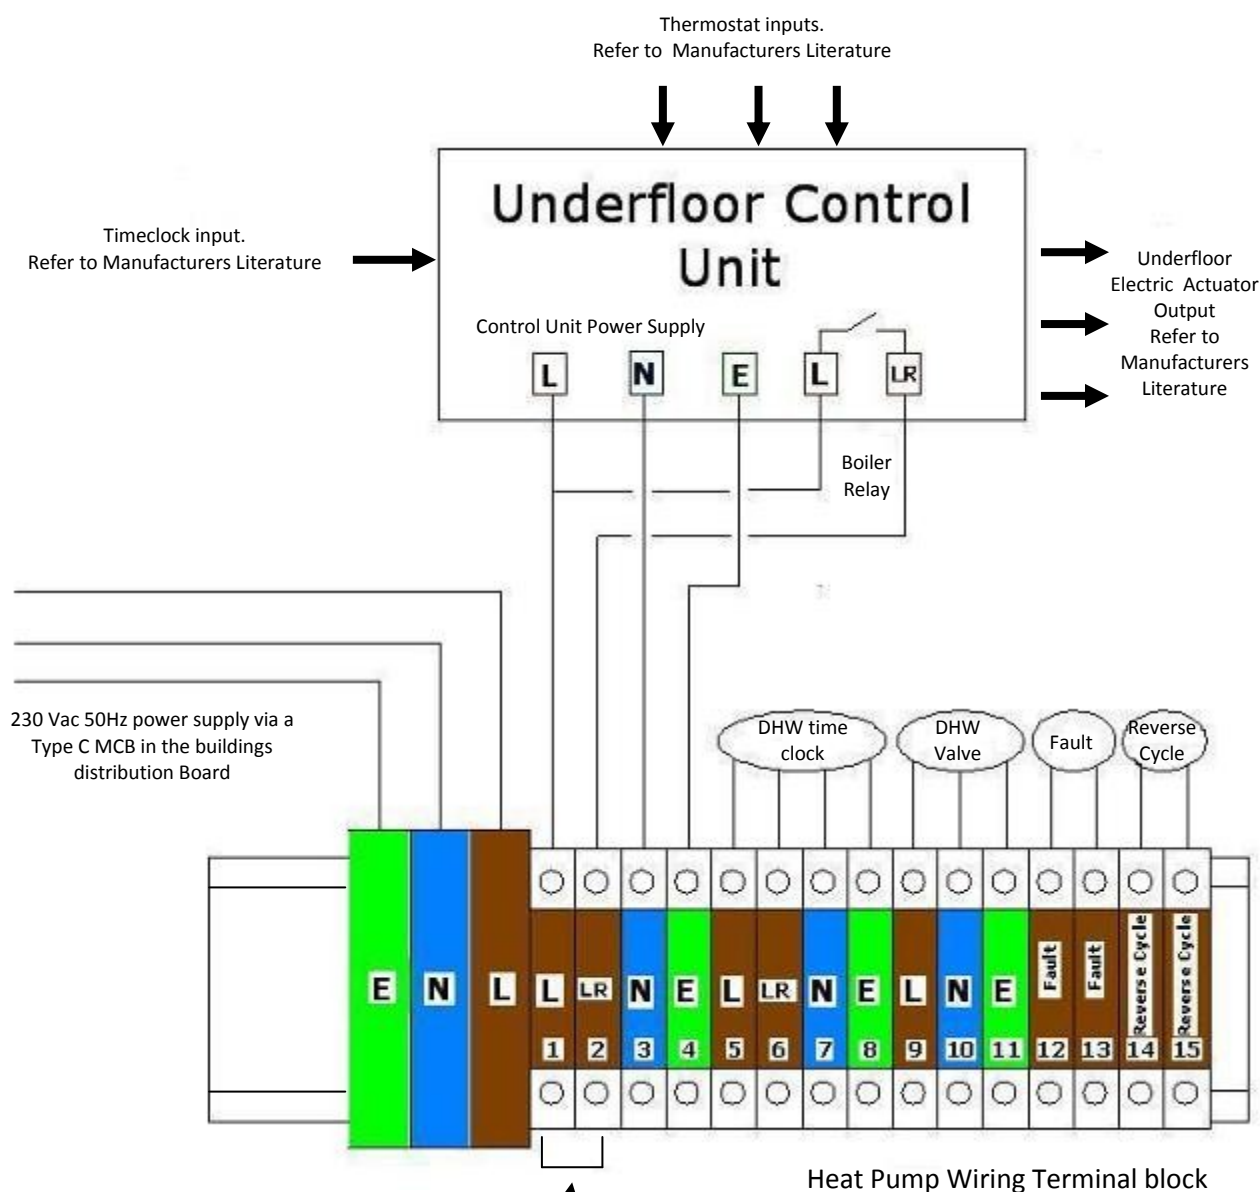 Thermostat inputs.
Refer to  Manufacturers Literature
Underfloor Control
Unit
Timeclock input.
Refer to Manufacturers Literature
Underfloor
Electric  Actuator
Output
Refer to
Manufacturers
Literature
Control Unit Power Supply
L
N
E
L
LR
Boiler
Relay
230 Vac 50Hz power supply via a
Type C MCB in the buildings
distribution Board
DHW time
clock
DHW
Valve
Fault
Reverse
Cycle
E
N
L
L
LR
N
E
L
LR
N
E
L
N
E
Fault
Fault
Revers Cycle
Revers Cycle
1
2
3
4
5
6
7
8
9
10
11
12
13
14
15
Heat Pump Wiring Terminal block